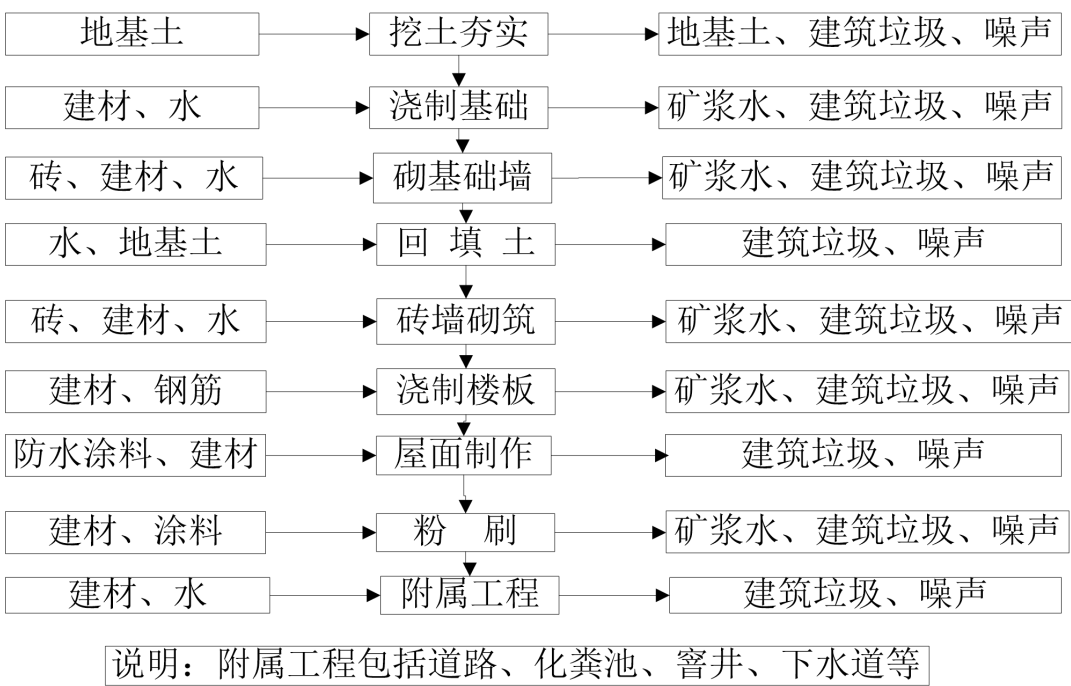 地基土 挖土夯实 地基土、建筑垃圾、噪声
建材、水 浇制基础 矿浆水、建筑垃圾、噪声
砖、建材、水 砌基础墙 矿浆水、建筑垃圾、噪声
水、地基土 回 填 土 建筑垃圾、噪声
砖、建材、水 砖墙砌筑 矿浆水、建筑垃圾、噪声
建材、钢筋 浇制楼板 矿浆水、建筑垃圾、噪声
防水涂料、建材 屋面制作 建筑垃圾、噪声
建材、涂料 粉 刷 矿浆水、建筑垃圾、噪声
建材、水 附属工程 建筑垃圾、噪声
说明：附属工程包括道路、化粪池、窨井、下水道等